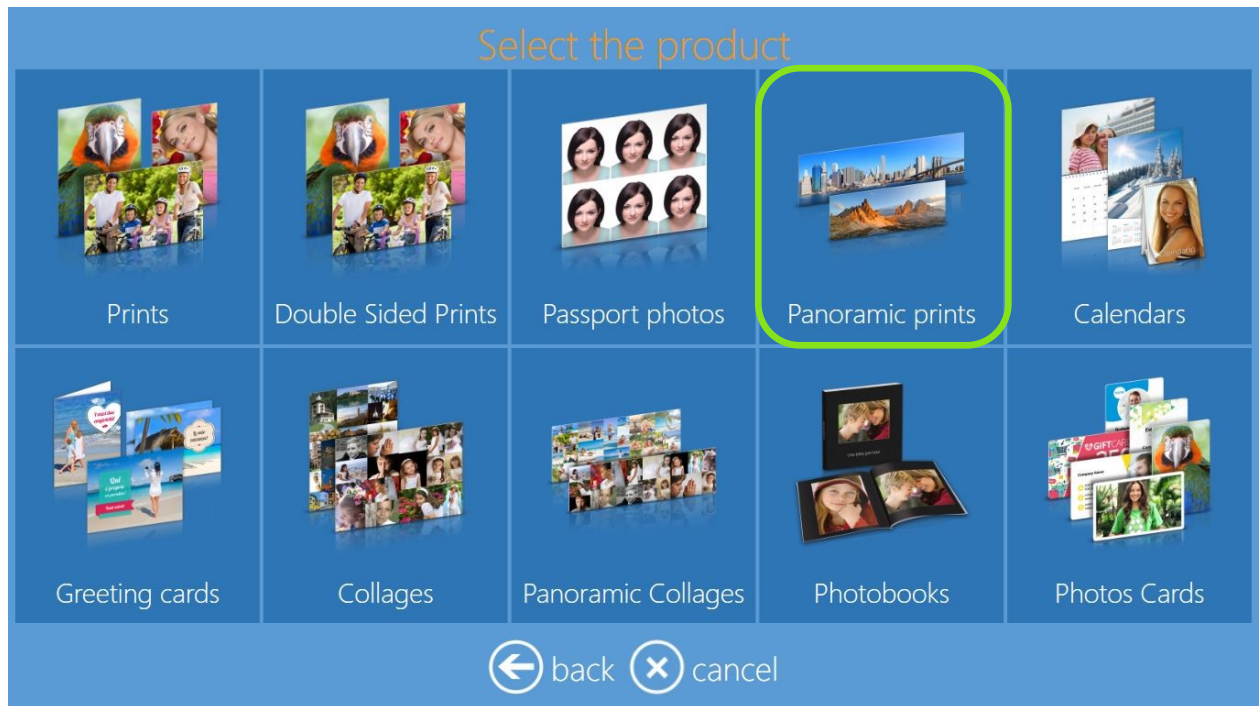 Select the product
Prints
Double Sided Prints
Passport photos
Panoramic prints
Calendars
GIFT
Greeting cards
Collages
Panoramic Collages
Photobooks
Photos Cards
back
cancel